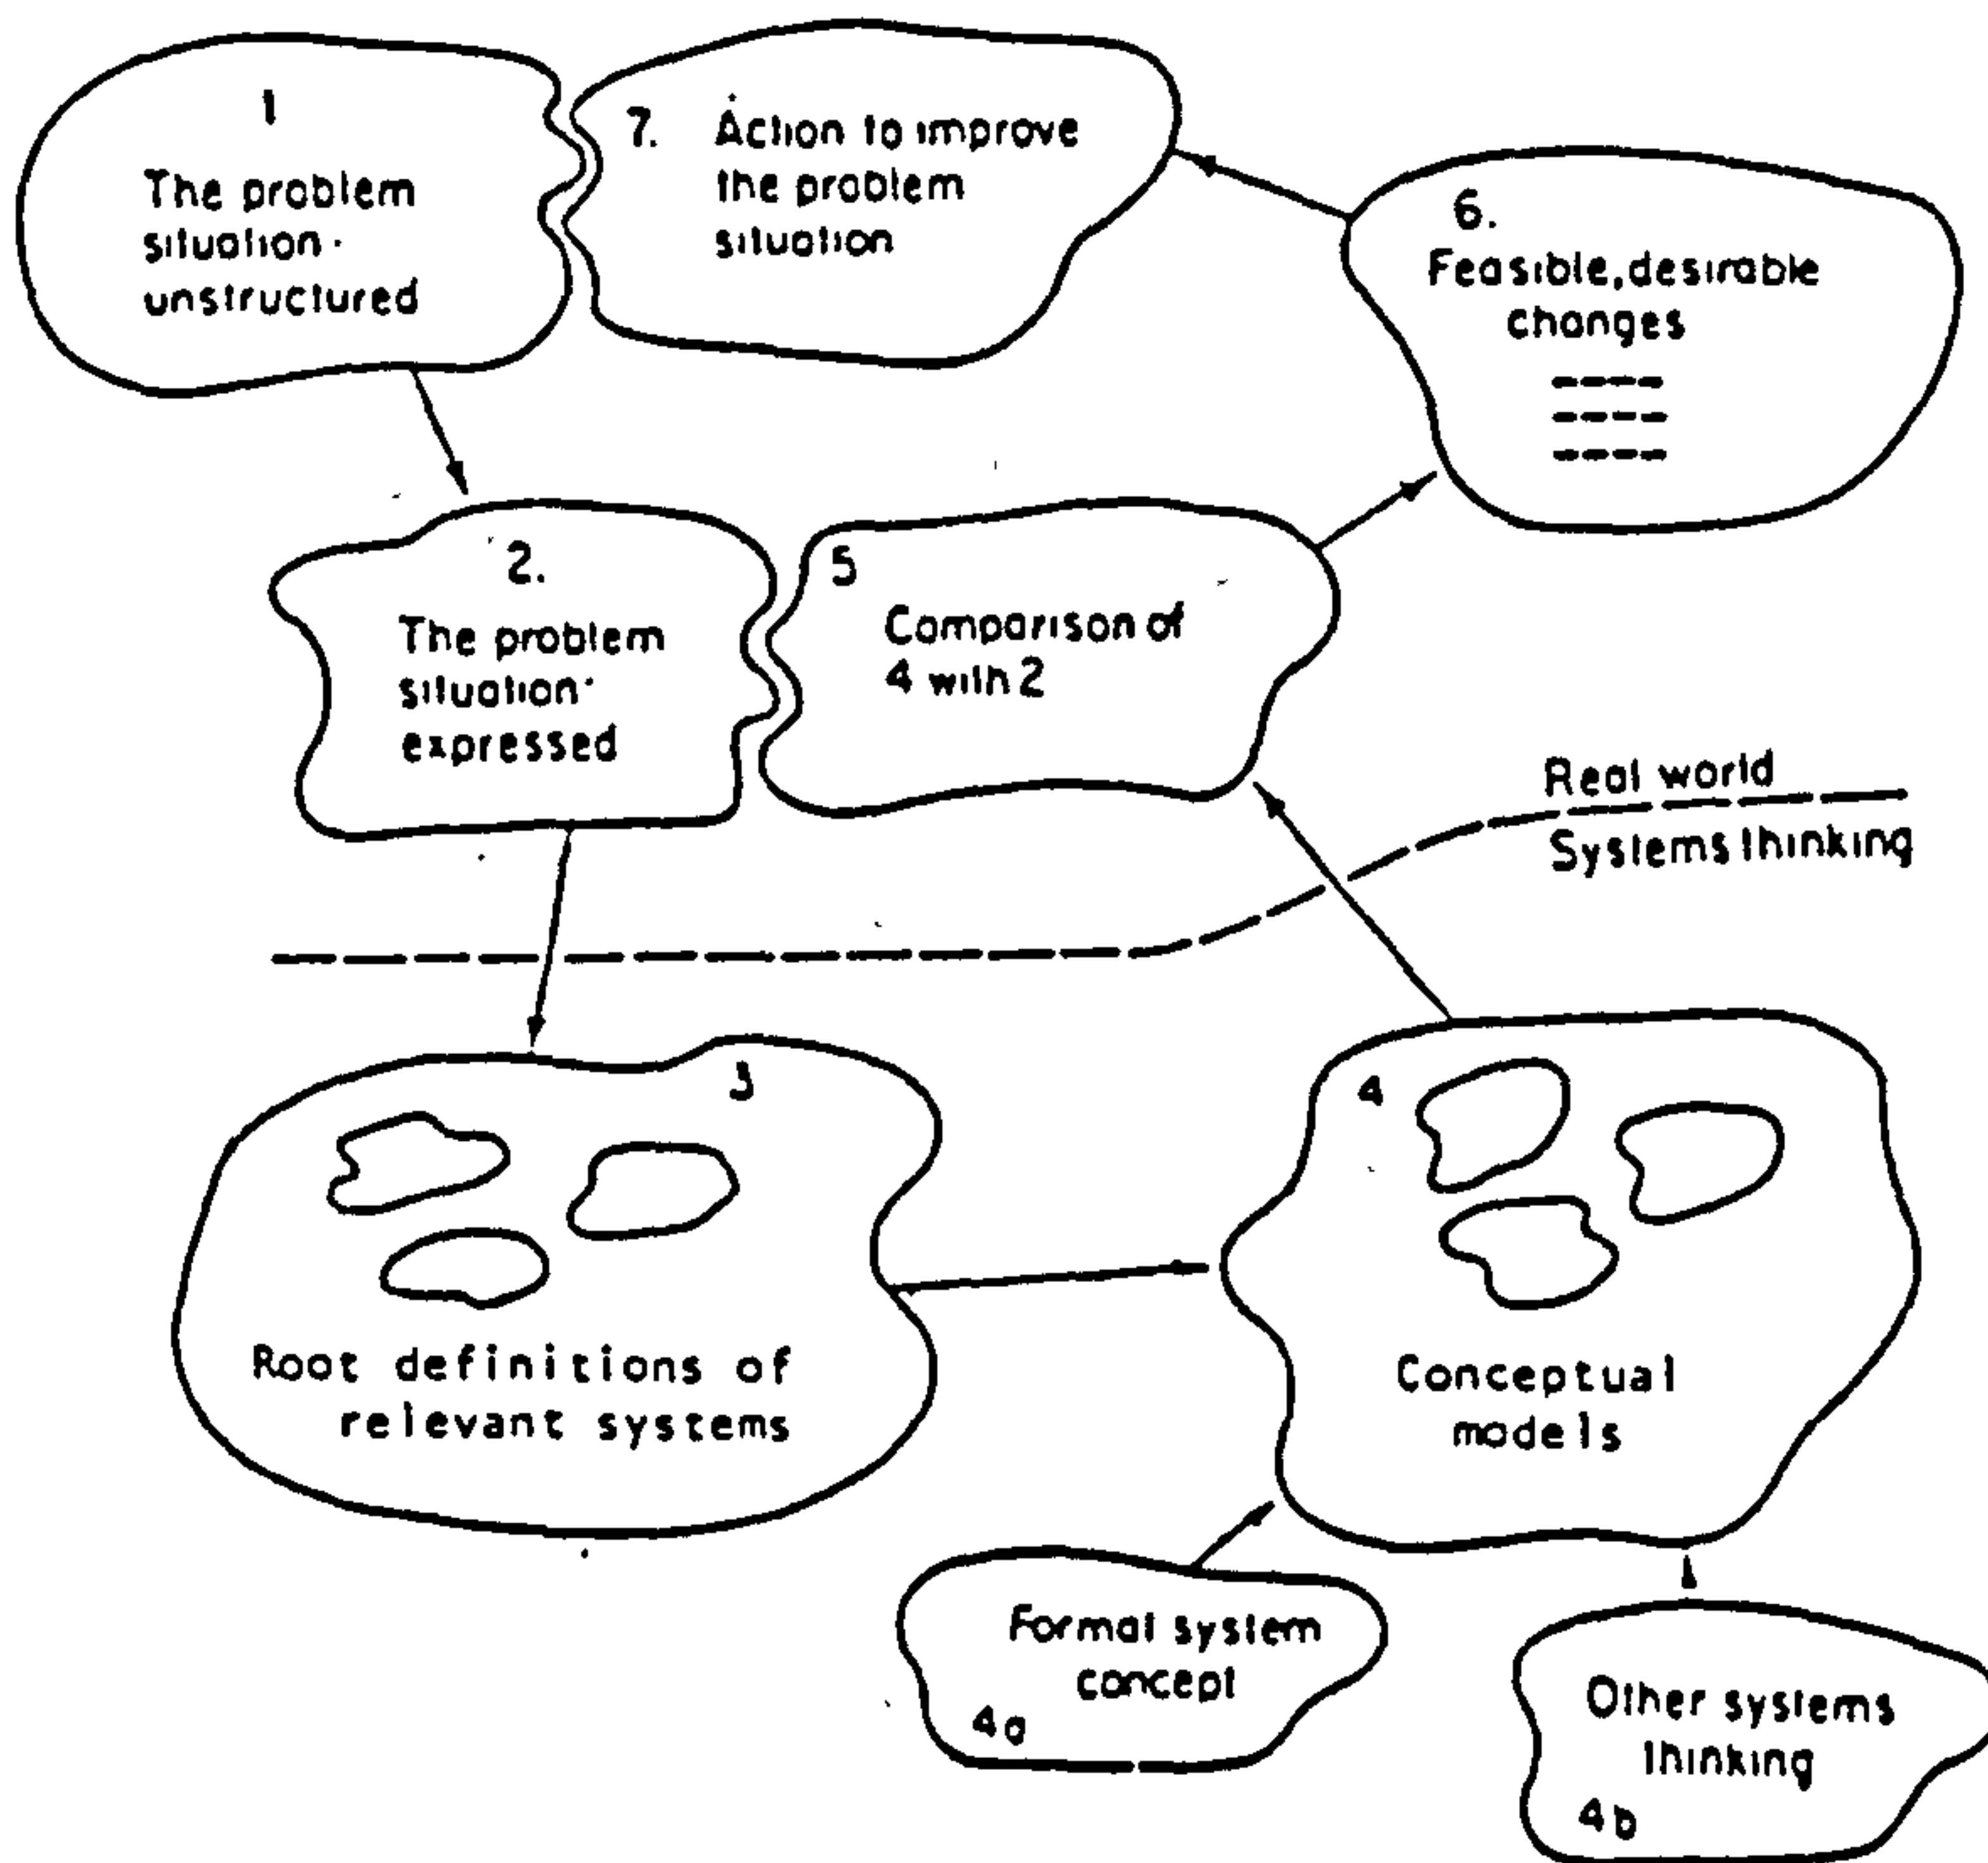 1
The problem
situation:
unstructured
7. Action to improve
the problem
situation
6.
Feasible, desirable
changes
2.
The problem
situation:
expressed
5
Comparison of
4 with 2
Real world
Systems thinking
3
Root definitions of
relevant systems
4
Conceptual
models
Formal system
concept
4a
Other systems
thinking
4b